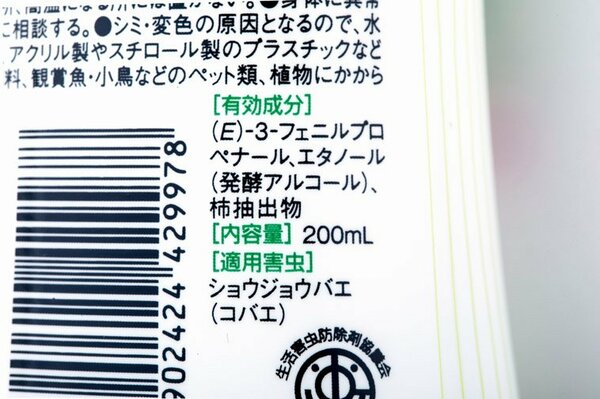 に相談する。●シミ・変色の原因となるので、水
アクリル製やスチロール製のプラスチックなど
料、観賞魚・小鳥などのペット類、植物にかから
[有効成分]
(E)-3-フェニルプロ
ペナール、エタノール
(発酵アルコール)、
柿抽出物
[内容量] 200mL
[適用害虫]
ショウジョウバエ
(コバエ)
生活害虫防除剤協議会
902424 429978